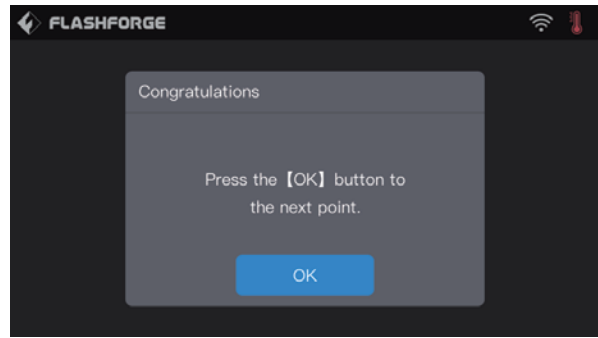 FLASHFORGE
Congratulations
Press the【OK】button to
the next point.
OK